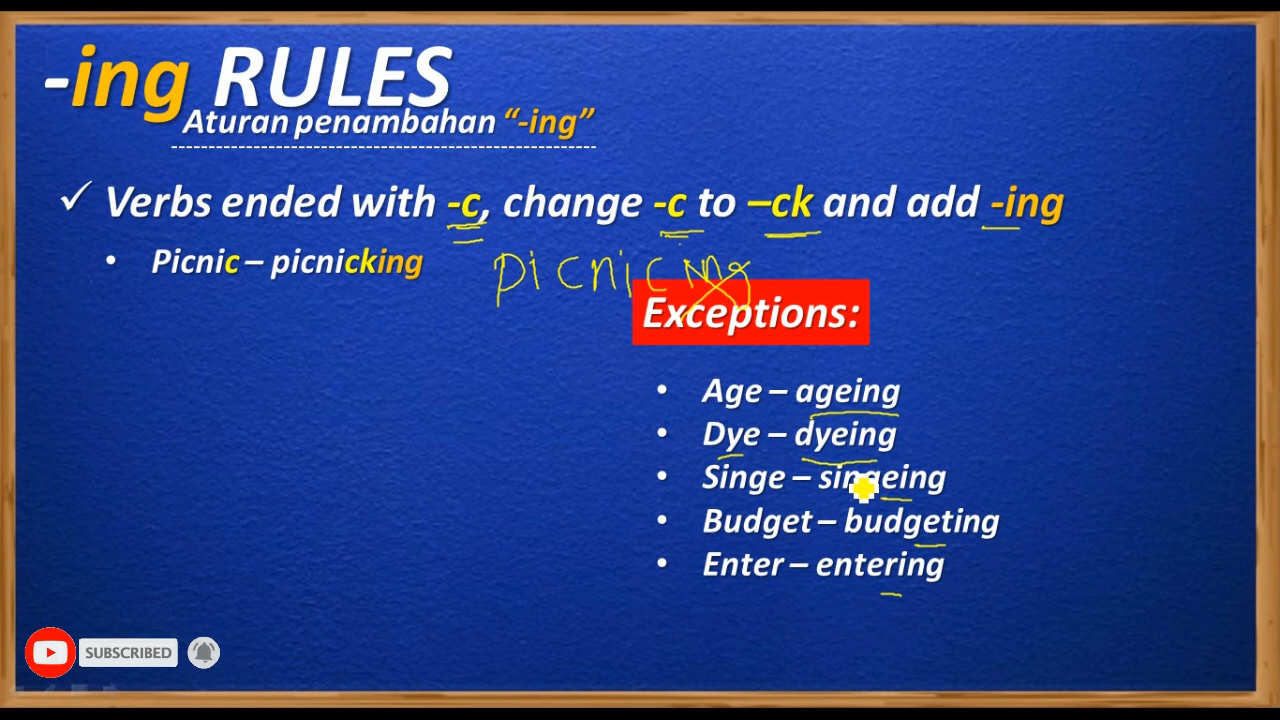 -ing RULES
Aturan penambahan “-ing”
✓ Verbs ended with -c, change -c to –ck and add -ing
• Picnic – picnicking
picnicing
Exceptions:
• Age – ageing
• Dye – dyeing
• Singe – singeing
• Budget – budgeting
• Enter – entering
SUBSCRIBED